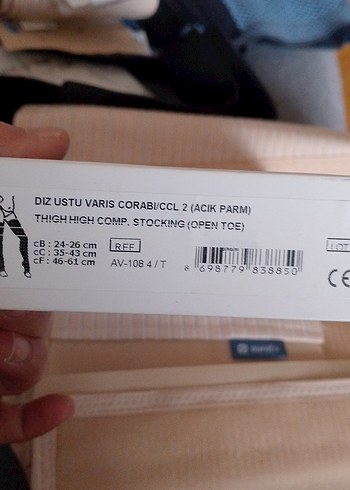 DIZ USTU VARIS CORABI/CCL 2 (ACIK PARM)
THIGH HIGH COMP. STOCKING (OPEN TOE)
cB : 24-26 cm
cC : 35-43 cm
cF : 46-61 cm
REF
AV-108 4 / T
8 698779 838850
LOT
CE